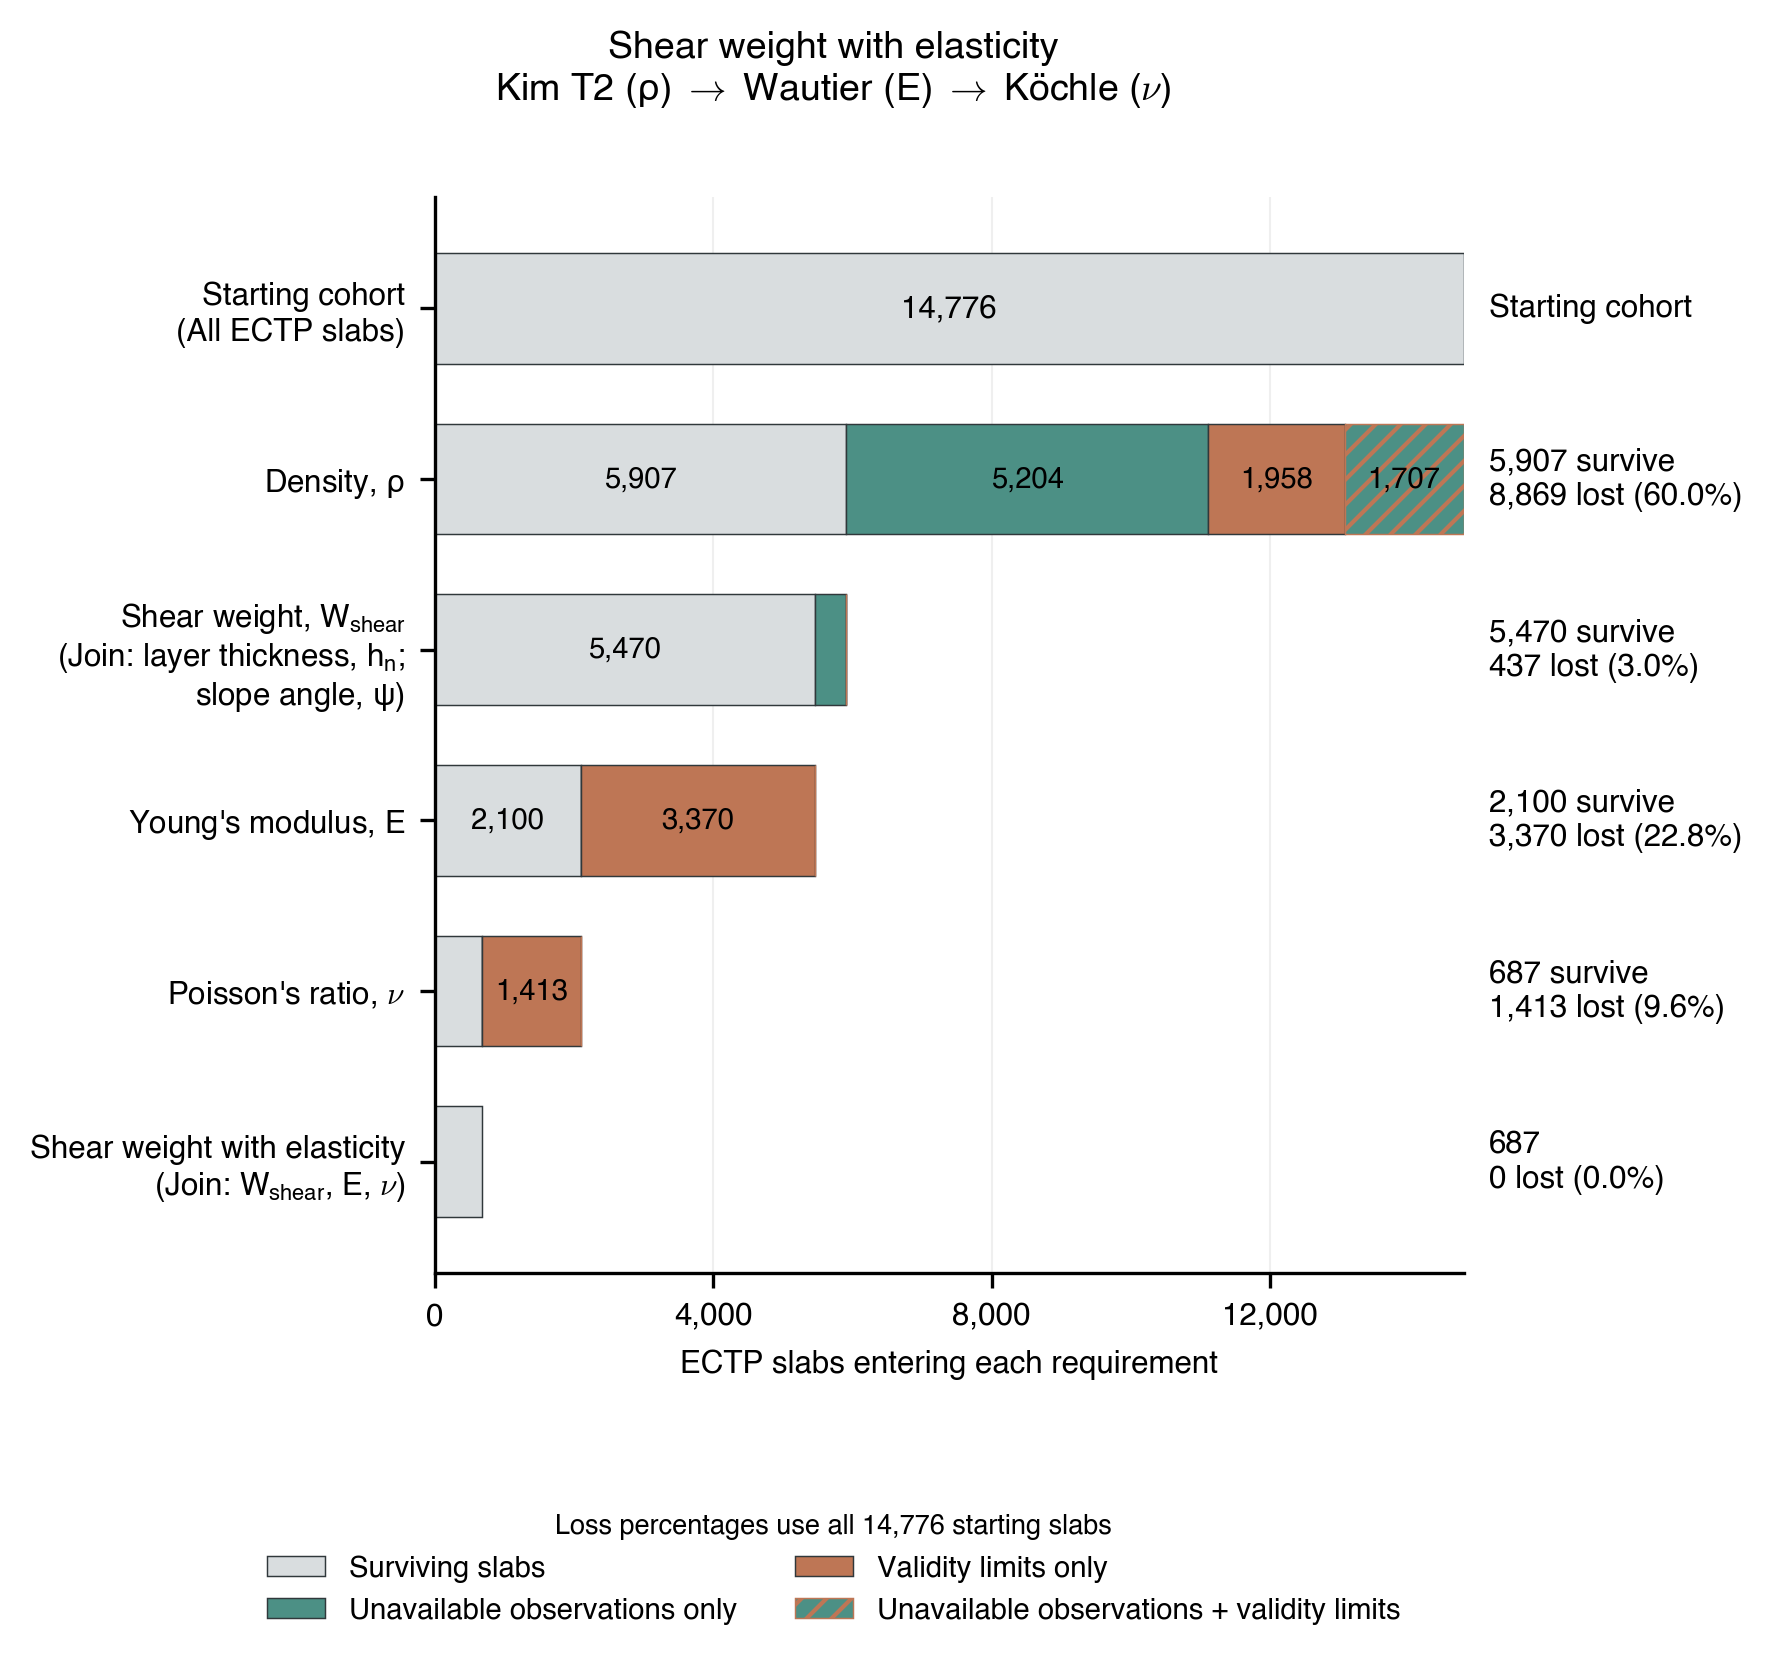 Shear weight with elasticity
Kim T2 (ρ) → Wautier (E) → Köchle (ν)
Starting cohort
(All ECTP slabs)
14,776
Starting cohort
Density, ρ
5,907
5,204
1,958
1,707
5,907 survive
8,869 lost (60.0%)
Shear weight, Wshear
(Join: layer thickness, hn;
slope angle, ψ)
5,470
5,470 survive
437 lost (3.0%)
Young's modulus, E
2,100
3,370
2,100 survive
3,370 lost (22.8%)
Poisson's ratio, ν
1,413
687 survive
1,413 lost (9.6%)
Shear weight with elasticity
(Join: Wshear, E, ν)
687
0 lost (0.0%)
0
4,000
8,000
12,000
ECTP slabs entering each requirement
Loss percentages use all 14,776 starting slabs
Surviving slabs
Unavailable observations only
Validity limits only
Unavailable observations + validity limits